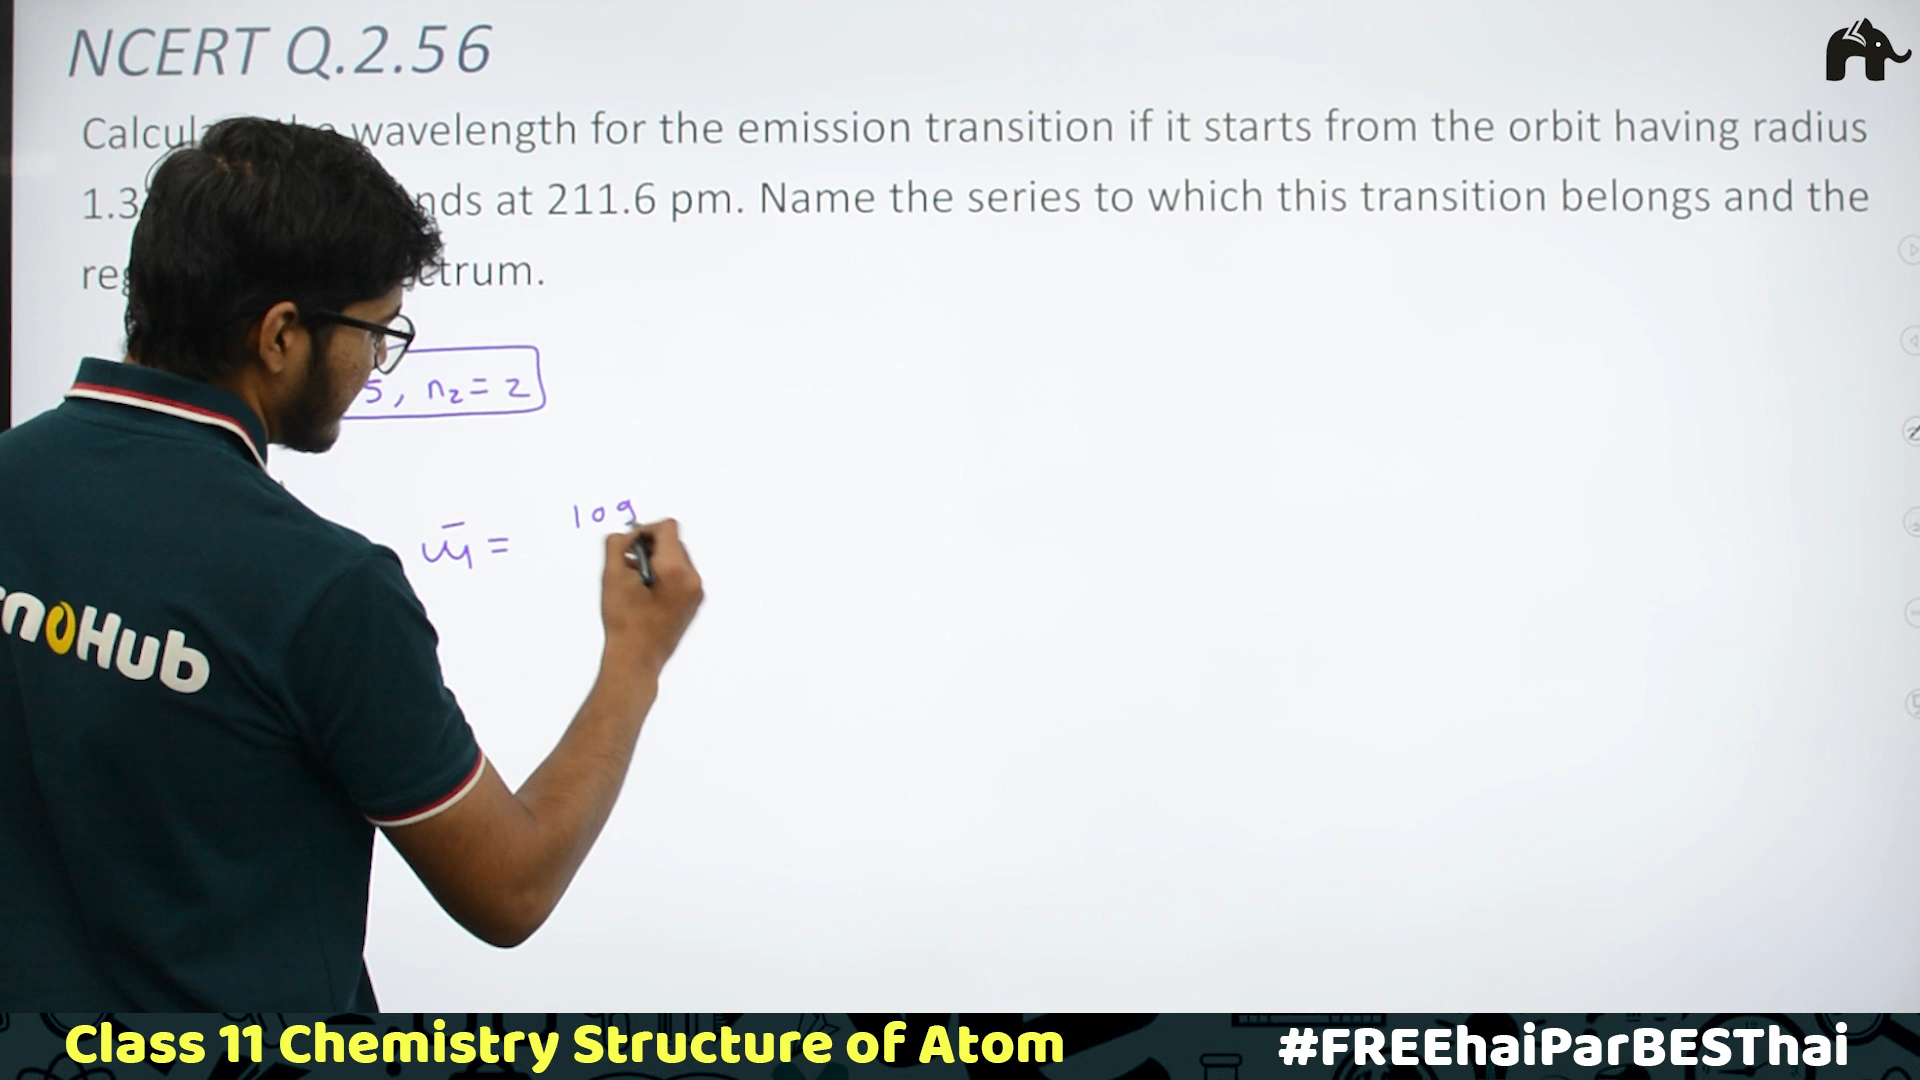 NCERT Q.2.56
Calcula wavelength for the emission transition if it starts from the orbit having radius
1.3 nds at 211.6 pm. Name the series to which this transition belongs and the
reg ctrum.
5, n₂ = 2
= 109
noHub
Class 11 Chemistry Structure of Atom #FREEhaiParBESThai